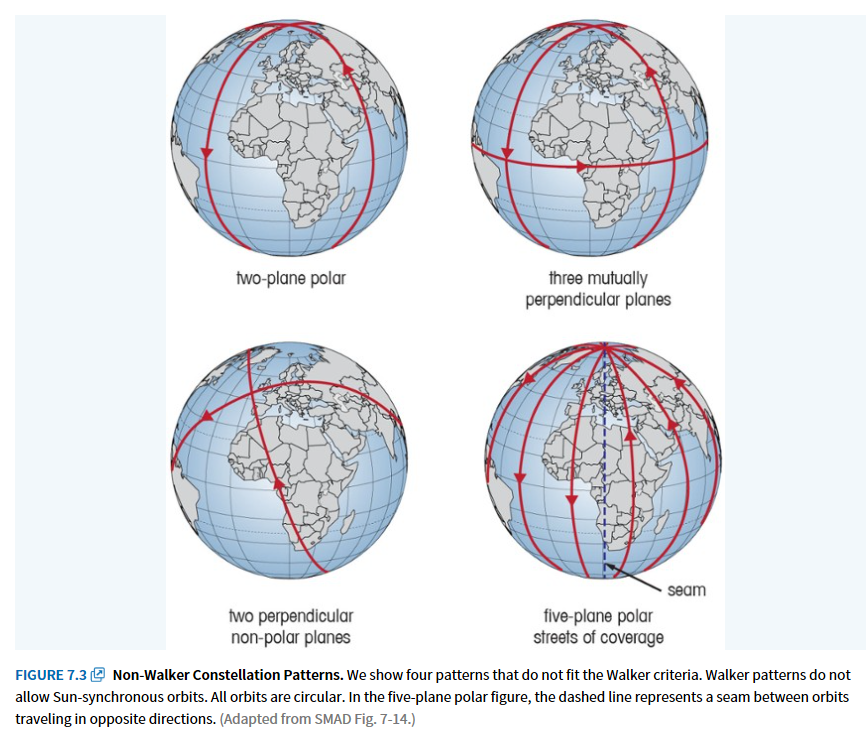 two-plane polar
three mutually
perpendicular planes
two perpendicular
non-polar planes
seam
five-plane polar
streets of coverage
FIGURE 7.3 Non-Walker Constellation Patterns. We show four patterns that do not fit the Walker criteria. Walker patterns do not
allow Sun-synchronous orbits. All orbits are circular. In the five-plane polar figure, the dashed line represents a seam between orbits
traveling in opposite directions. (Adapted from SMAD Fig. 7-14.)